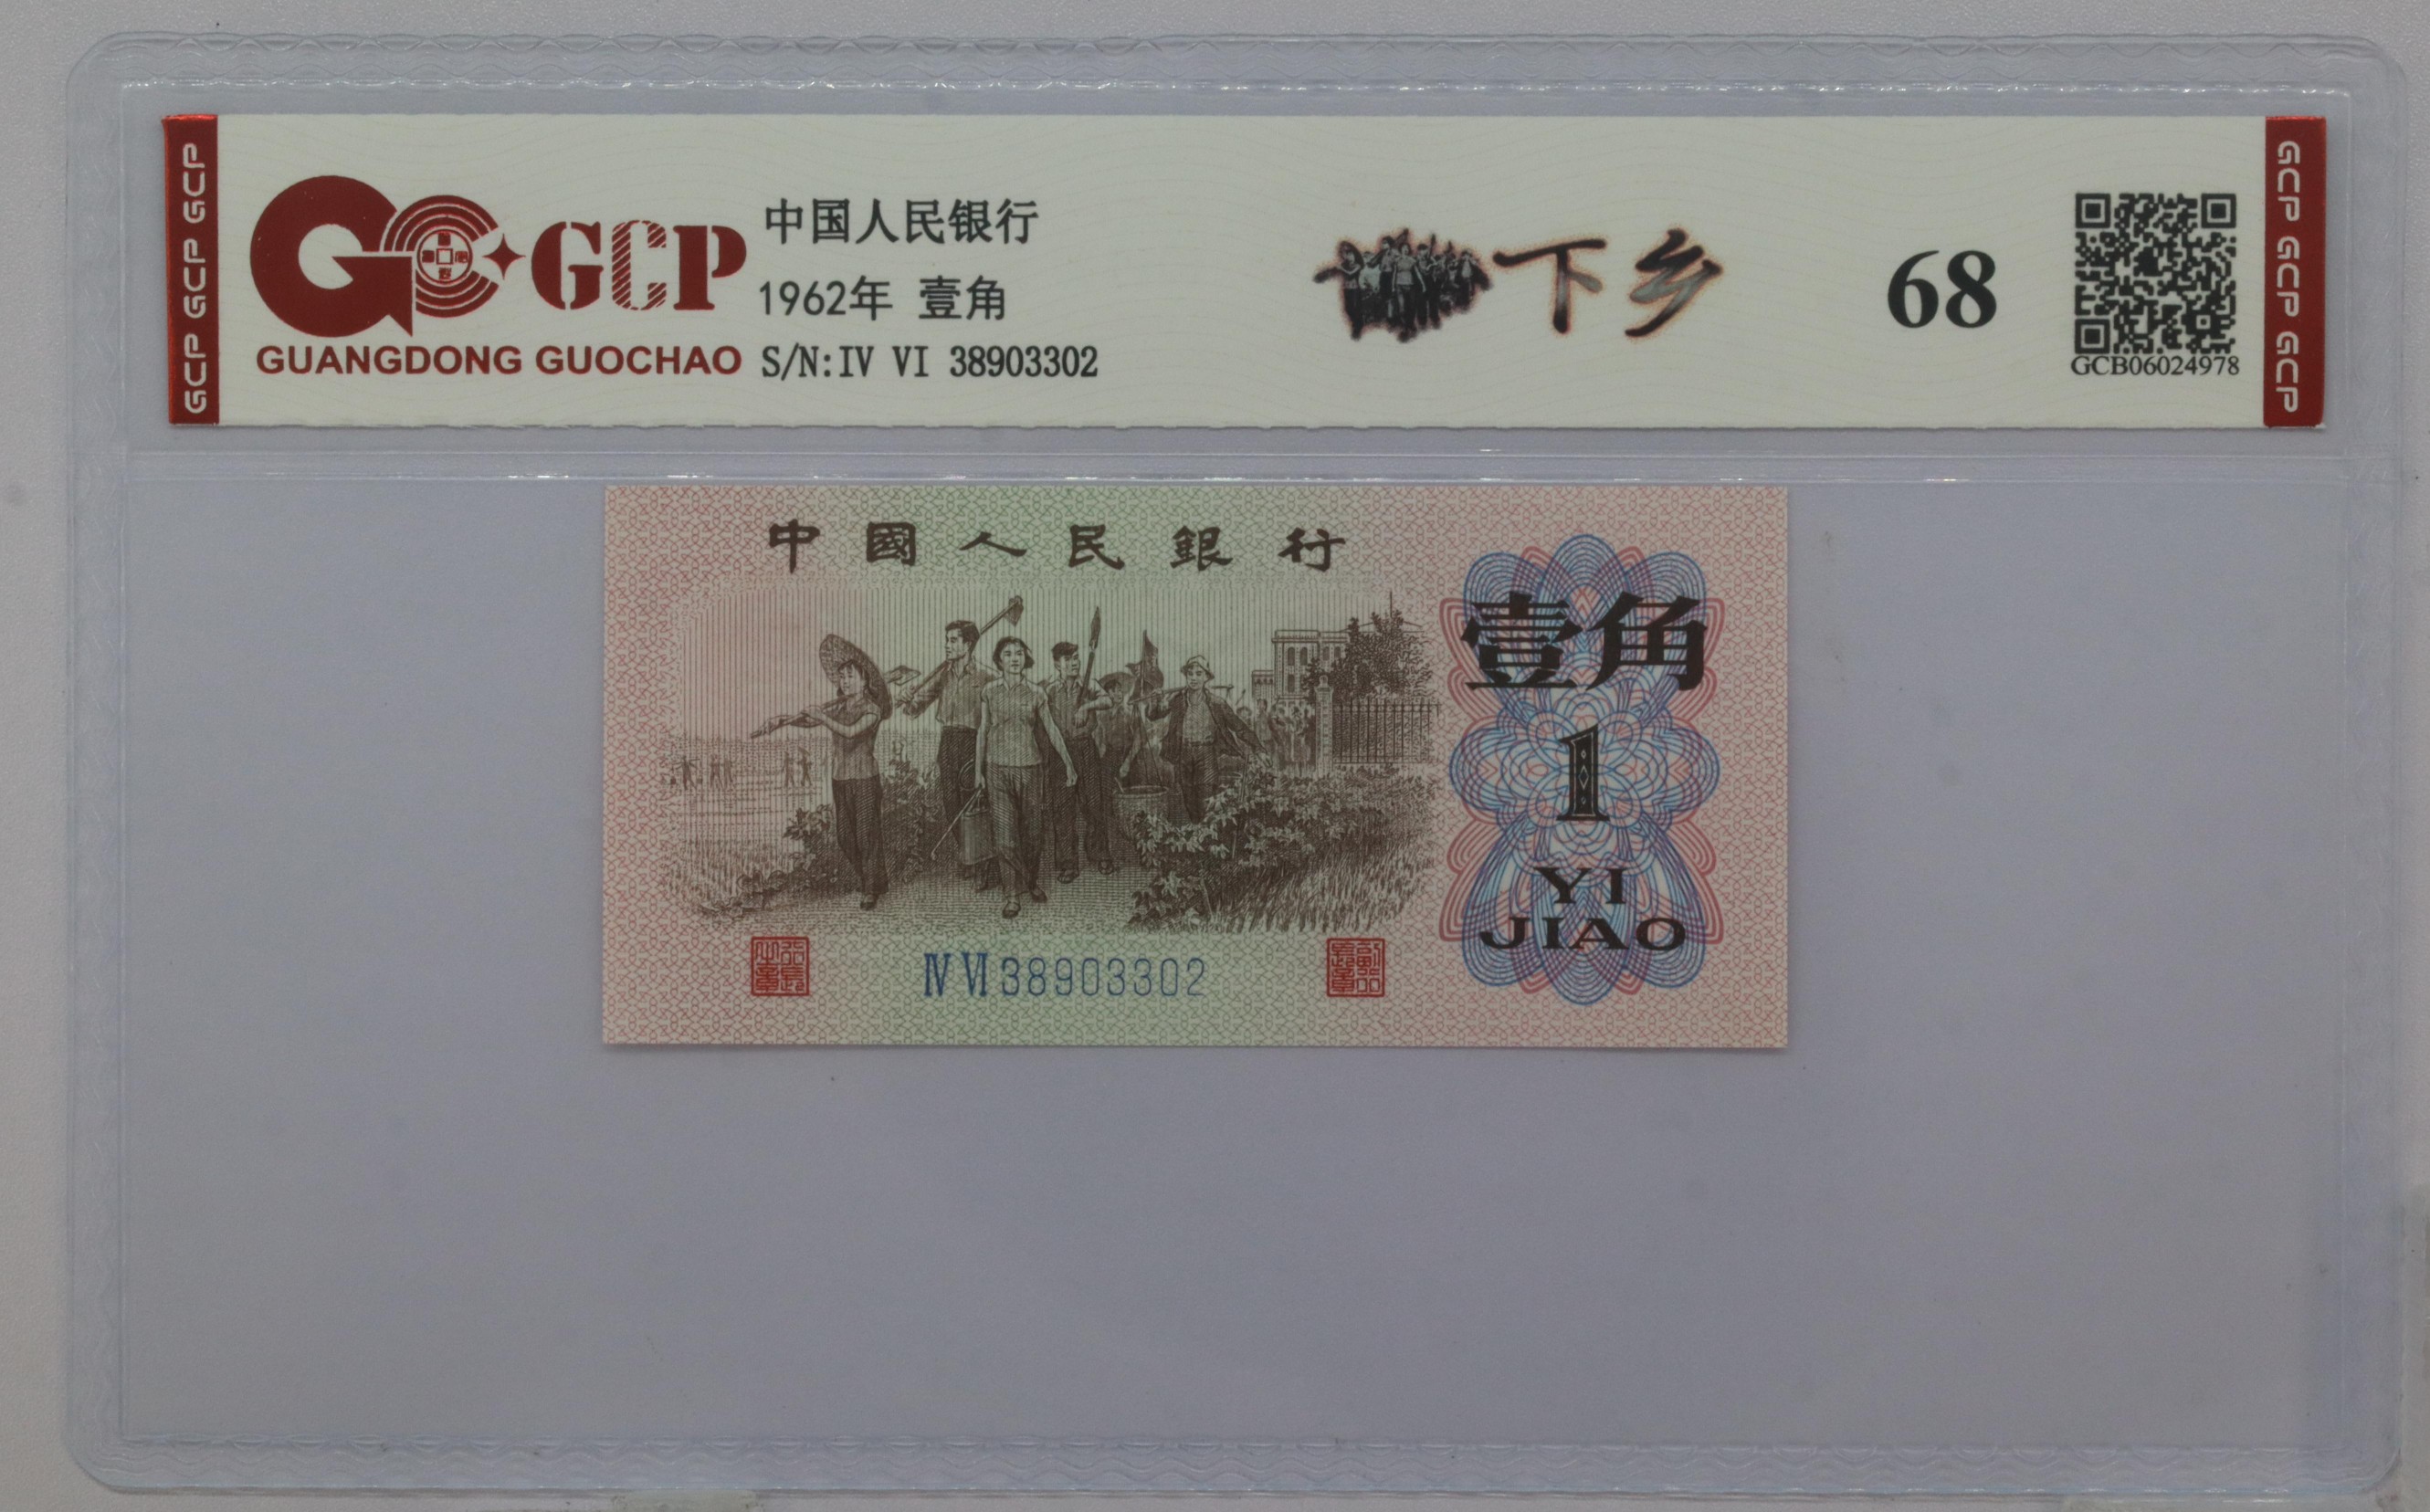 GCP GCP GCP
GCP
GUANGDONG GUOCHAO
中国人民银行
1962年 壹角
S/N:IV VI 38903302
下乡
68
GCB06024978
GCP GCP GCP
中國人民銀行
壹角
1
YI
JIAO
Ⅳ Ⅵ 38903302